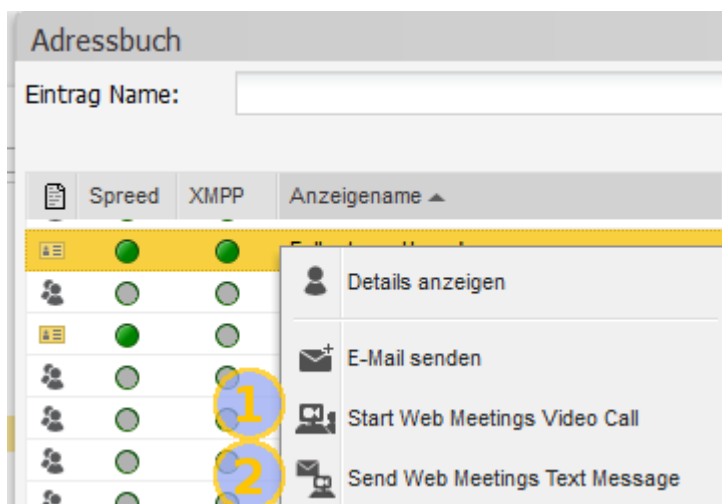 Adressbuch
Eintrag Name:
Spreed XMPP Anzeigename
Details anzeigen
E-Mail senden
1 Start Web Meetings Video Call
2 Send Web Meetings Text Message